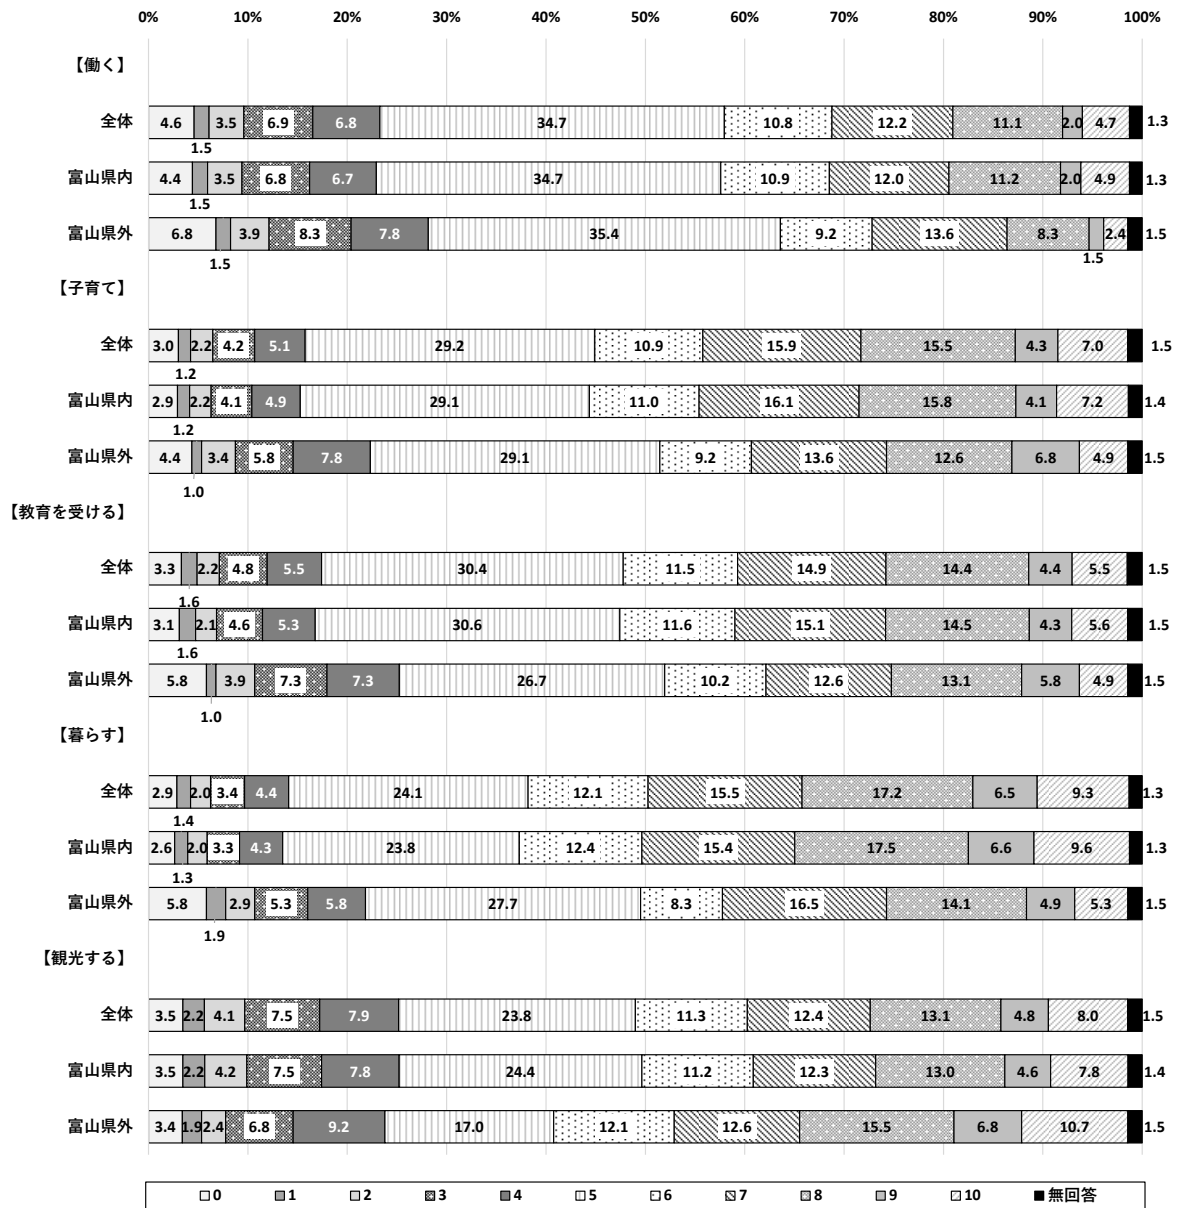 0% 10% 20% 30% 40% 50% 60% 70% 80% 90% 100%
【働く】
全体 4.6 1.5 3.5 6.9 6.8 34.7 10.8 12.2 11.1 2.0 4.7 1.3
富山県内 4.4 1.5 3.5 6.8 6.7 34.7 10.9 12.0 11.2 2.0 4.9 1.3
富山県外 6.8 1.5 3.9 8.3 7.8 35.4 9.2 13.6 8.3 1.5 2.4 1.5
【子育て】
全体 3.0 1.2 2.2 4.2 5.1 29.2 10.9 15.9 15.5 4.3 7.0 1.5
富山県内 2.9 1.2 2.2 4.1 4.9 29.1 11.0 16.1 15.8 4.1 7.2 1.4
富山県外 4.4 1.0 3.4 5.8 7.8 29.1 9.2 13.6 12.6 6.8 4.9 1.5
【教育を受ける】
全体 3.3 1.6 2.2 4.8 5.5 30.4 11.5 14.9 14.4 4.4 5.5 1.5
富山県内 3.1 1.6 2.1 4.6 5.3 30.6 11.6 15.1 14.5 4.3 5.6 1.5
富山県外 5.8 1.0 3.9 7.3 7.3 26.7 10.2 12.6 13.1 5.8 4.9 1.5
【暮らす】
全体 2.9 1.4 2.0 3.4 4.4 24.1 12.1 15.5 17.2 6.5 9.3 1.3
富山県内 2.6 1.3 2.0 3.3 4.3 23.8 12.4 15.4 17.5 6.6 9.6 1.3
富山県外 5.8 1.9 2.9 5.3 5.8 27.7 8.3 16.5 14.1 4.9 5.3 1.5
【観光する】
全体 3.5 2.2 4.1 7.5 7.9 23.8 11.3 12.4 13.1 4.8 8.0 1.5
富山県内 3.5 2.2 4.2 7.5 7.8 24.4 11.2 12.3 13.0 4.6 7.8 1.4
富山県外 3.4 1.9 2.4 6.8 9.2 17.0 12.1 12.6 15.5 6.8 10.7 1.5
0 1 2 3 4 5 6 7 8 9 10 無回答